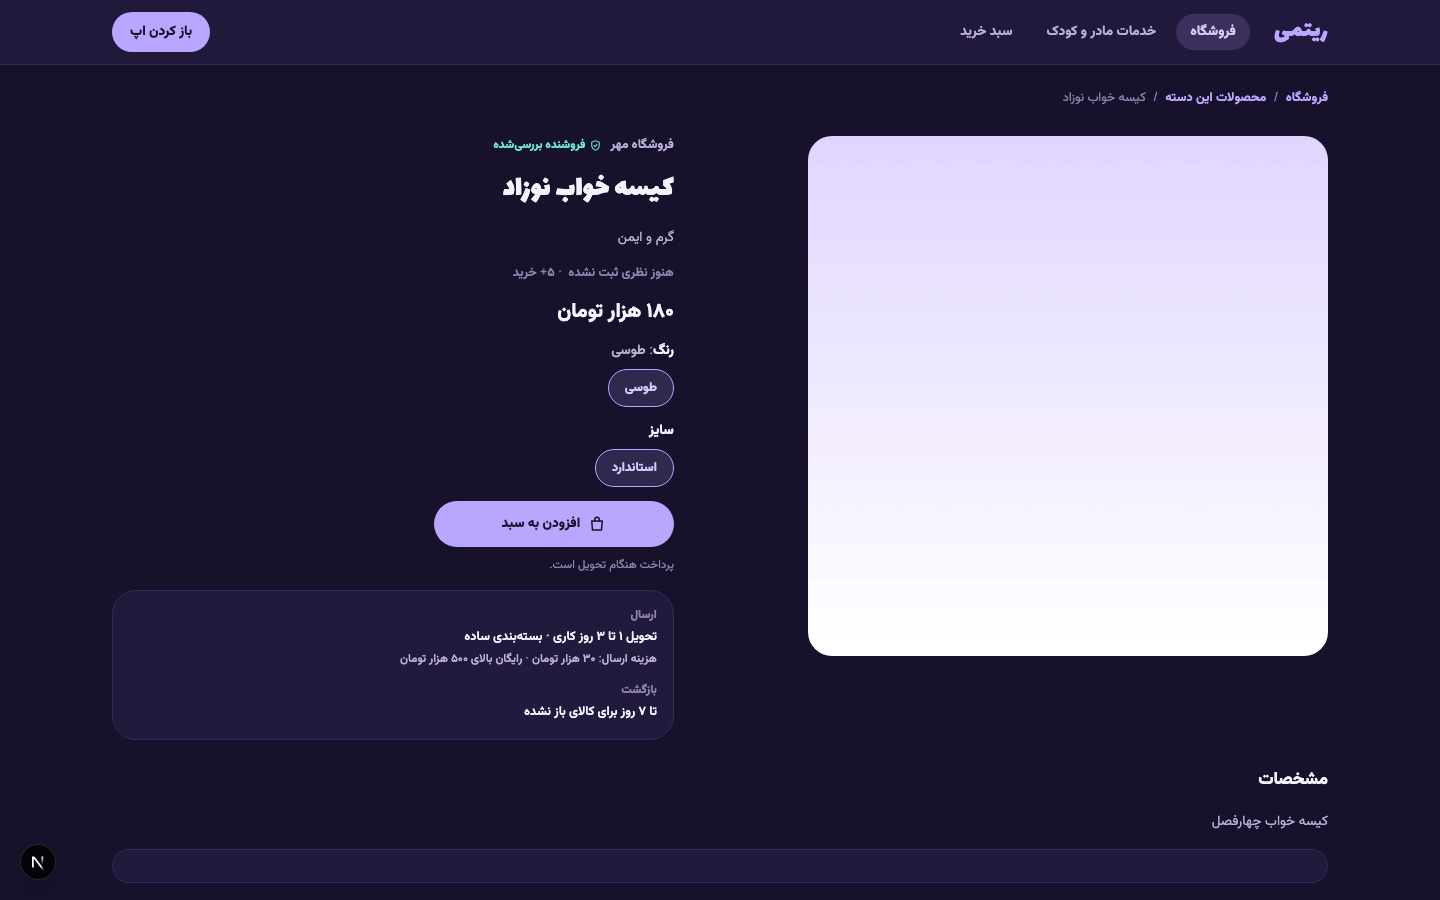 ریتمی
فروشگاه
خدمات مادر و کودک
سبد خرید
باز کردن اپ
فروشگاه / محصولات این دسته / کیسه خواب نوزاد
فروشگاه مهر فروشنده بررسی‌شده
کیسه خواب نوزاد
گرم و ایمن
هنوز نظری ثبت نشده · ۵+ خرید
۱۸۰ هزار تومان
رنگ: طوسی
طوسی
سایز
استاندارد
افزودن به سبد
پرداخت هنگام تحویل است.
ارسال
تحویل ۱ تا ۳ روز کاری · بسته‌بندی ساده
هزینه ارسال: ۳۰ هزار تومان · رایگان بالای ۵۰۰ هزار تومان
بازگشت
تا ۷ روز برای کالای باز نشده
مشخصات
کیسه خواب چهارفصل
N